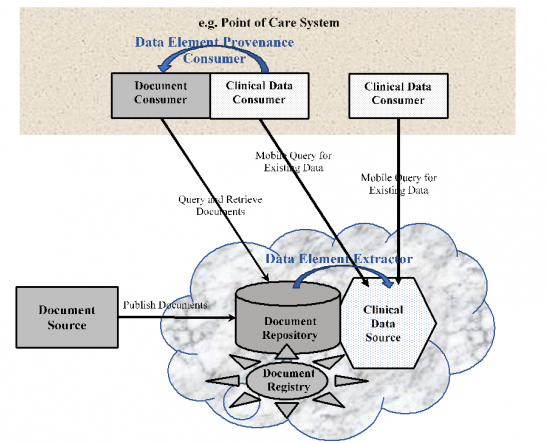 e.g. Point of Care System
Data Element Provenance
Consumer
Document
Consumer
Clinical Data
Consumer
Clinical Data
Consumer
Mobile Query for
Existing Data
Mobile Query for
Existing Data
Query and Retrieve
Documents
Data Element Extractor
Document
Source
Publish Documents
Document
Repository
Clinical
Data
Source
Document
Registry